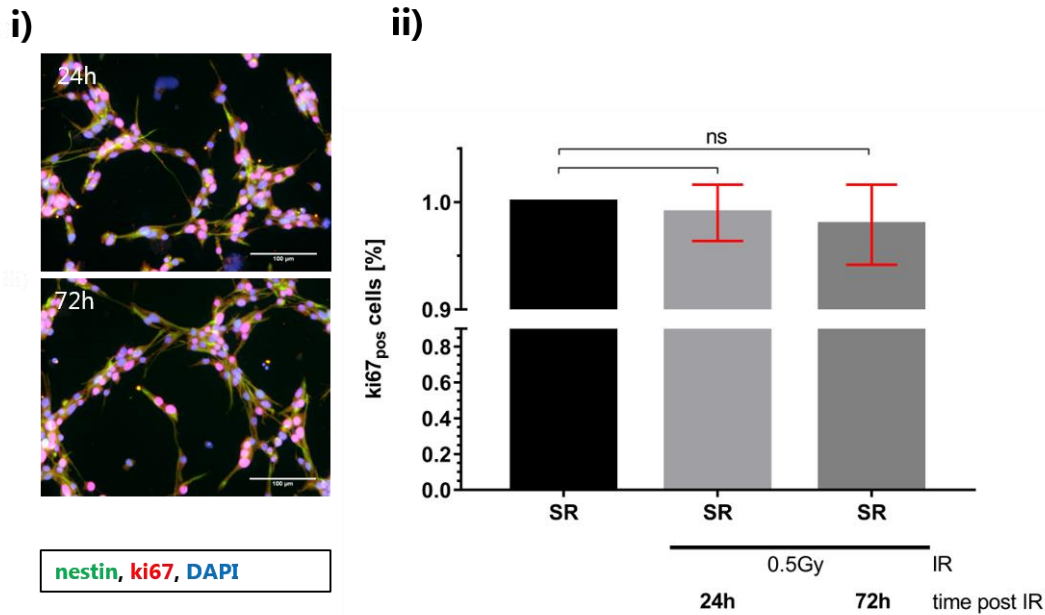 i)
24h
100 µm
72h
100 µm
nestin, ki67, DAPI
ii)
ns
ki67pos cells [%]
1.0
0.9
0.8
0.6
0.4
0.2
0.0
SR SR SR
0.5Gy IR
24h 72h time post IR